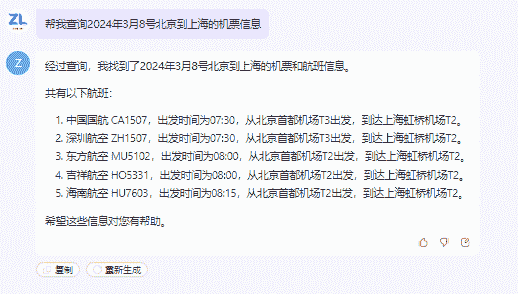 ZL
帮我查询2024年3月8号北京到上海的机票信息
Z
经过查询，我找到了2024年3月8号北京到上海的机票和航班信息。
共有以下航班：
1. 中国国航 CA1507，出发时间为07:30，从北京首都机场T3出发，到达上海虹桥机场T2。
2. 深圳航空 ZH1507，出发时间为07:30，从北京首都机场T3出发，到达上海虹桥机场T2。
3. 东方航空 MU5102，出发时间为08:00，从北京首都机场T2出发，到达上海虹桥机场T2。
4. 吉祥航空 HO5331，出发时间为08:00，从北京首都机场T2出发，到达上海虹桥机场T2。
5. 海南航空 HU7603，出发时间为08:15，从北京首都机场T2出发，到达上海虹桥机场T2。
希望这些信息对您有帮助。
复制 重新生成